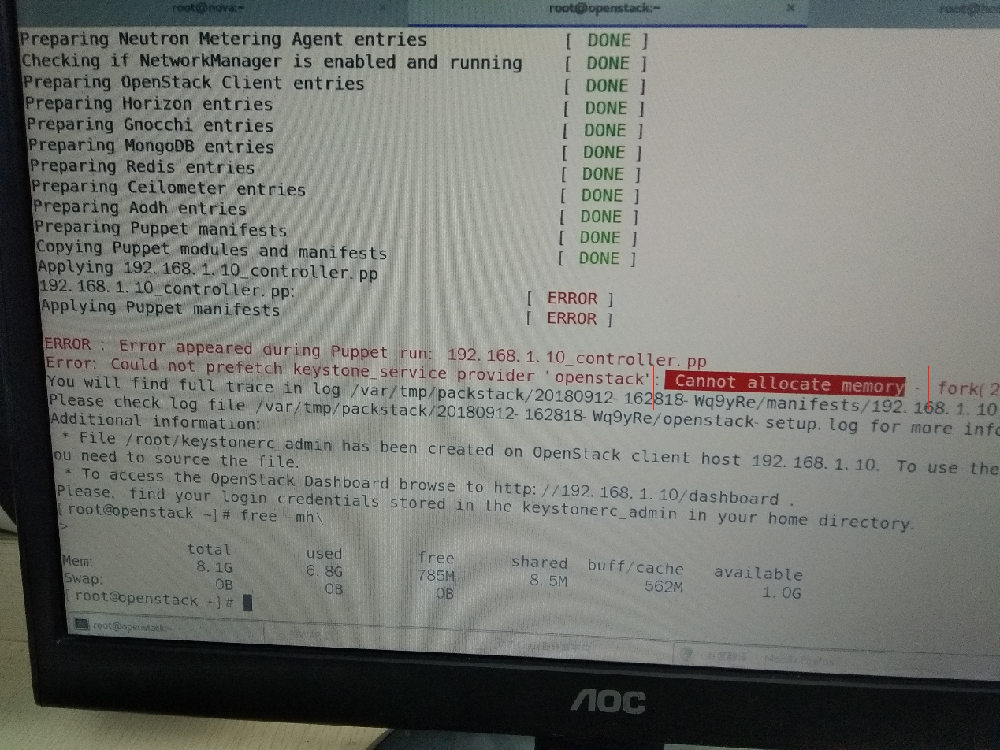 root@nova:~ × root@openstack:~ ×
Preparing Neutron Metering Agent entries [ DONE ]
Checking if NetworkManager is enabled and running [ DONE ]
Preparing OpenStack Client entries [ DONE ]
Preparing Horizon entries [ DONE ]
Preparing Gnocchi entries [ DONE ]
Preparing MongoDB entries [ DONE ]
Preparing Redis entries [ DONE ]
Preparing Ceilometer entries [ DONE ]
Preparing Aodh entries [ DONE ]
Preparing Puppet manifests [ DONE ]
Copying Puppet modules and manifests [ DONE ]
Applying 192.168.1.10_controller.pp
192.168.1.10_controller.pp: [ ERROR ]
Applying Puppet manifests [ ERROR ]
ERROR : Error appeared during Puppet run: 192.168.1.10_controller.pp
Error: Could not prefetch keystone_service provider 'openstack': Cannot allocate memory - fork(2
You will find full trace in log /var/tmp/packstack/20180912-162818-Wq9yRe/manifests/192.168.1.10_
Please check log file /var/tmp/packstack/20180912-162818-Wq9yRe/openstack-setup.log for more info
Additional information:
* File /root/keystonerc_admin has been created on OpenStack client host 192.168.1.10. To use the
ou need to source the file.
* To access the OpenStack Dashboard browse to http://192.168.1.10/dashboard .
Please, find your login credentials stored in the keystonerc_admin in your home directory.
[root@openstack ~]# free -mh\
>
total used free shared buff/cache available
Mem: 8.1G 6.8G 785M 8.5M 562M 1.0G
Swap: 0B 0B 0B
[root@openstack ~]#
root@openstack:~
AOC